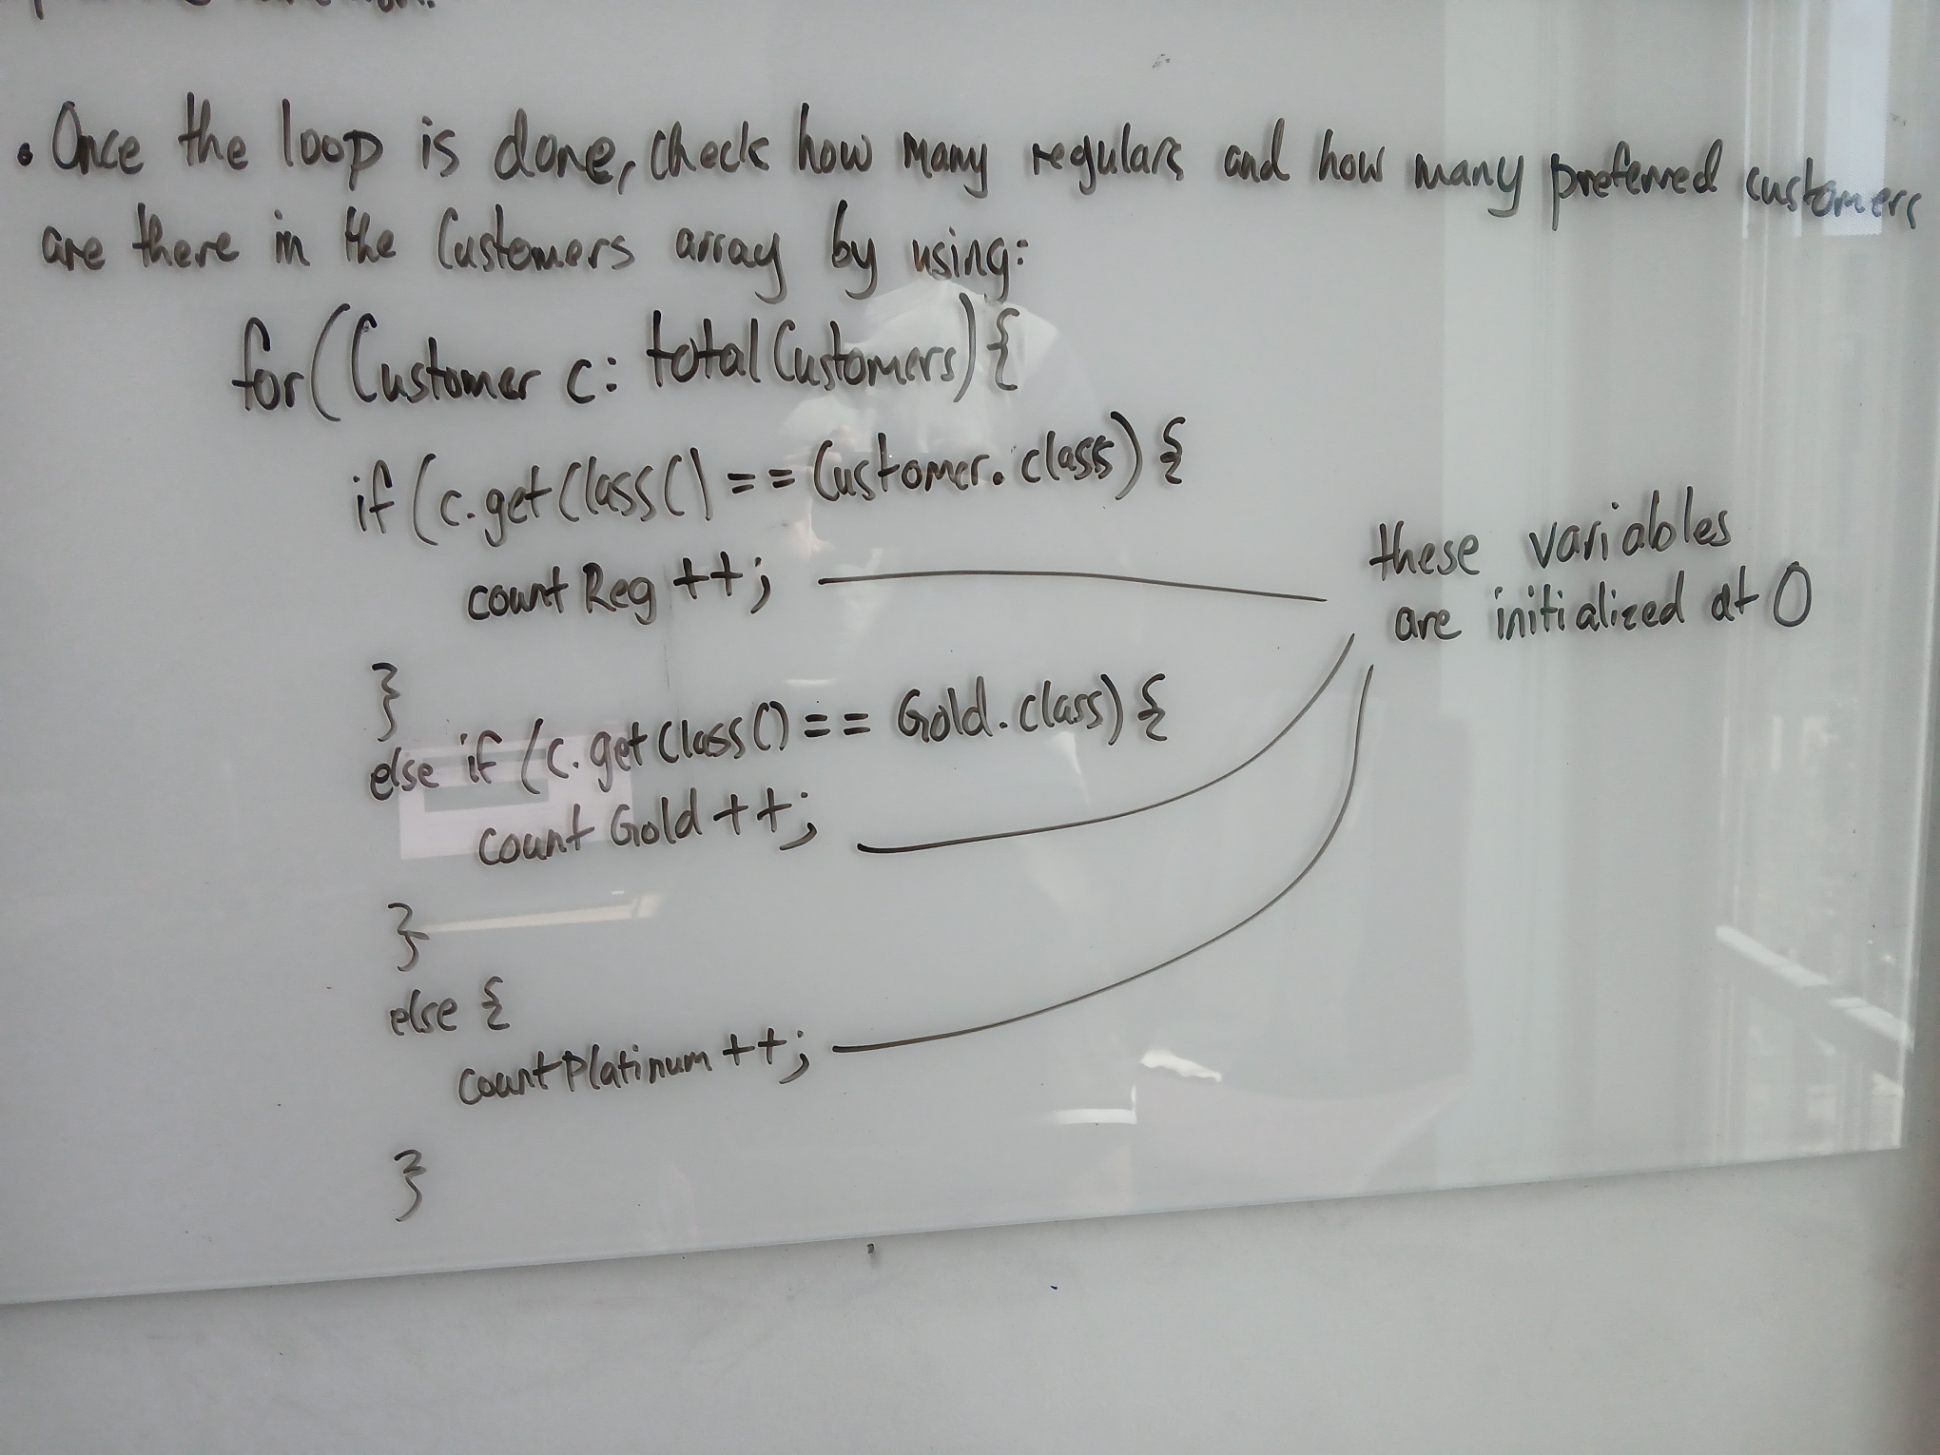 • Once the loop is done, check how many regulars and how many preferred customers
are there in the Customers array by using:
for(Customer c: totalCustomers){
if (c.getClass() == Customer.class) {
countReg ++;
these variables
are initialized at 0
}
else if (c.getClass() == Gold.class) {
countGold ++;
}
else {
countPlatinum ++;
}